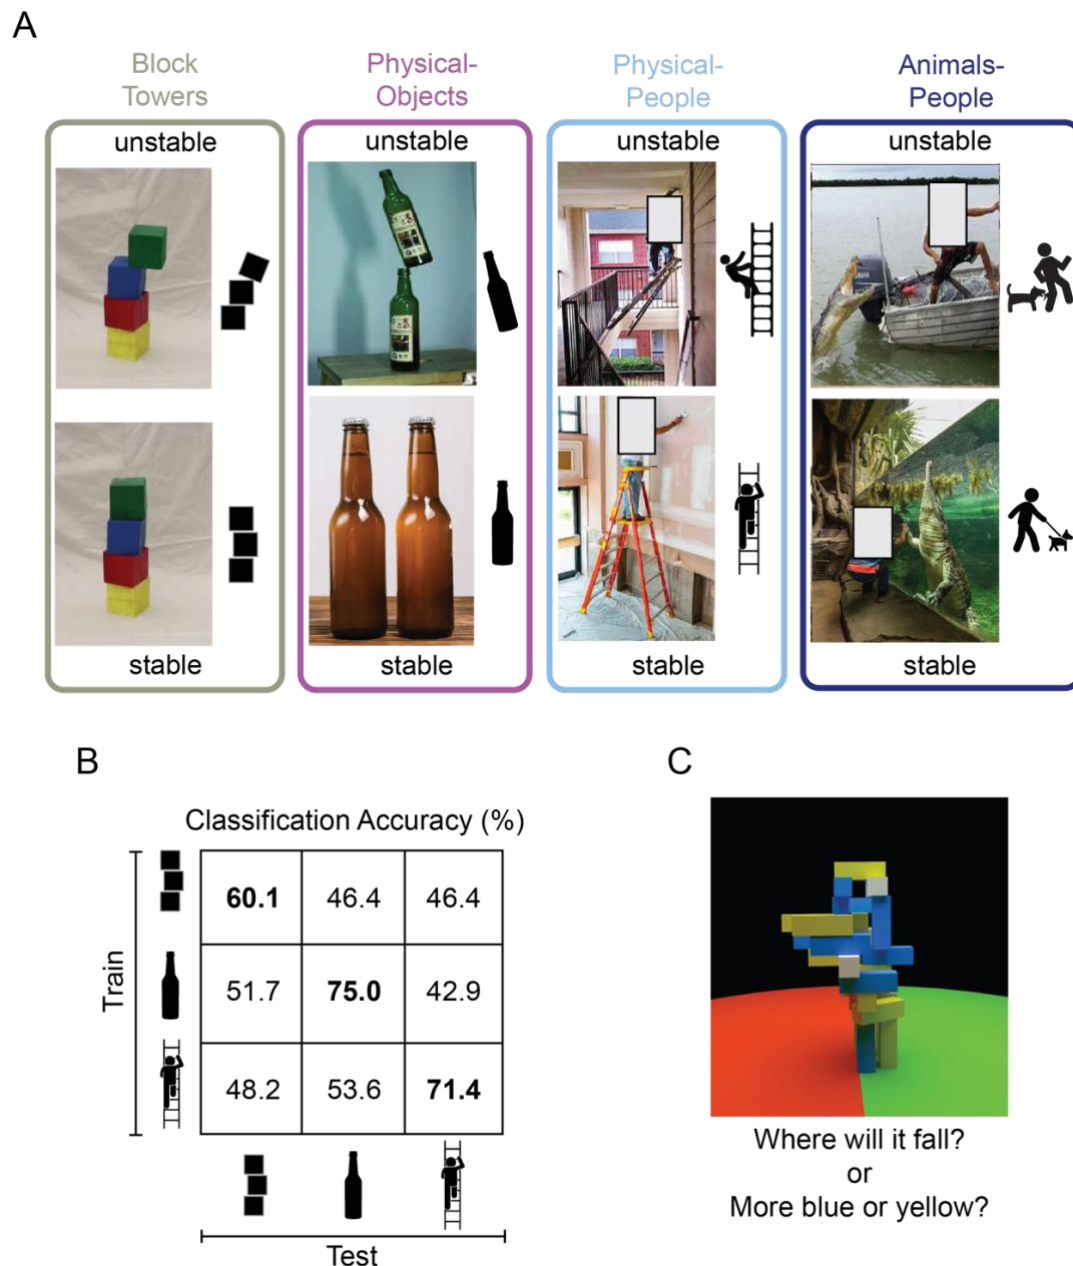 A
Block
Towers
Physical-
Objects
Physical-
People
Animals-
People
unstable
unstable
unstable
unstable
stable
stable
stable
stable
B
Classification Accuracy (%)
Train
60.1 46.4 46.4
51.7 75.0 42.9
48.2 53.6 71.4
Test
C
Where will it fall?
or
More blue or yellow?